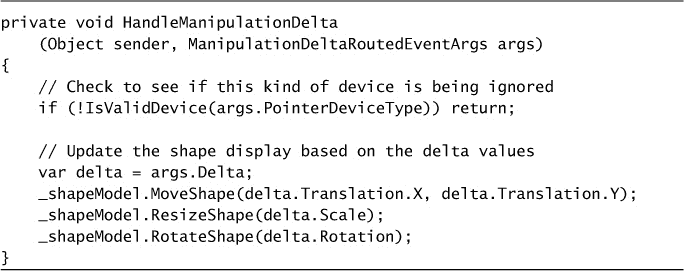 private void HandleManipulationDelta
    (Object sender, ManipulationDeltaRoutedEventArgs args)
{
    // Check to see if this kind of device is being ignored
    if (!IsValidDevice(args.PointerDeviceType)) return;

    // Update the shape display based on the delta values
    var delta = args.Delta;
    _shapeModel.MoveShape(delta.Translation.X, delta.Translation.Y);
    _shapeModel.ResizeShape(delta.Scale);
    _shapeModel.RotateShape(delta.Rotation);
}